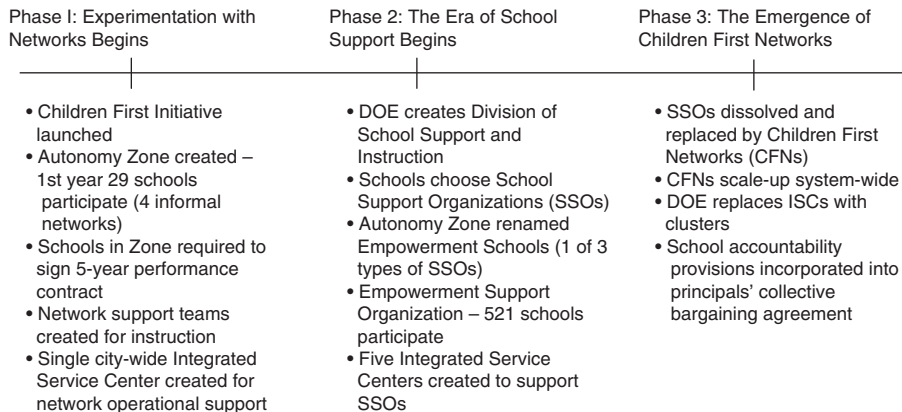 Phase I: Experimentation with
Networks Begins
Phase 2: The Era of School
Support Begins
Phase 3: The Emergence of
Children First Networks
• Children First Initiative
launched
• Autonomy Zone created –
1st year 29 schools
participate (4 informal
networks)
• Schools in Zone required to
sign 5-year performance
contract
• Network support teams
created for instruction
• Single city-wide Integrated
Service Center created for
network operational support
• DOE creates Division of
School Support and
Instruction
• Schools choose School
Support Organizations (SSOs)
• Autonomy Zone renamed
Empowerment Schools (1 of 3
types of SSOs)
• Empowerment Support
Organization – 521 schools
participate
• Five Integrated Service
Centers created to support
SSOs
• SSOs dissolved and
replaced by Children First
Networks (CFNs)
• CFNs scale-up system-wide
• DOE replaces ISCs with
clusters
• School accountability
provisions incorporated into
principals' collective
bargaining agreement